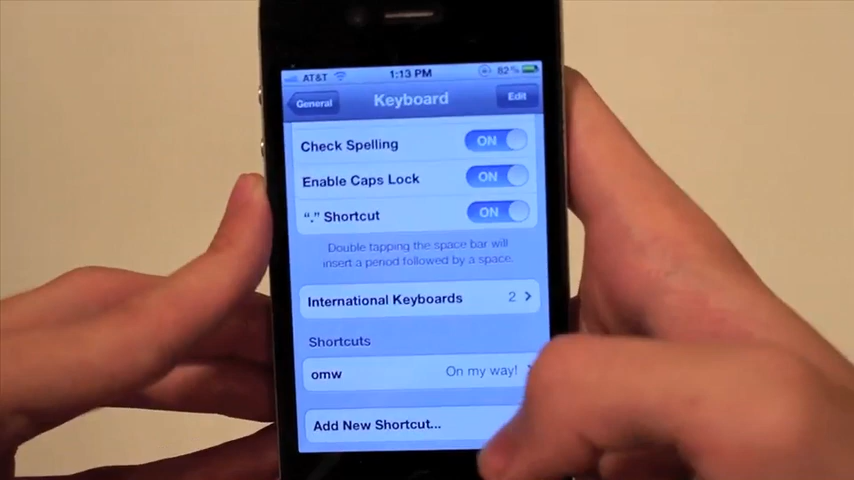 AT&T 1:13 PM 82%
General Keyboard Edit
Check Spelling ON
Enable Caps Lock ON
“.” Shortcut ON
Double tapping the space bar will
insert a period followed by a space.
International Keyboards 2
Shortcuts
omw On my way!
Add New Shortcut...